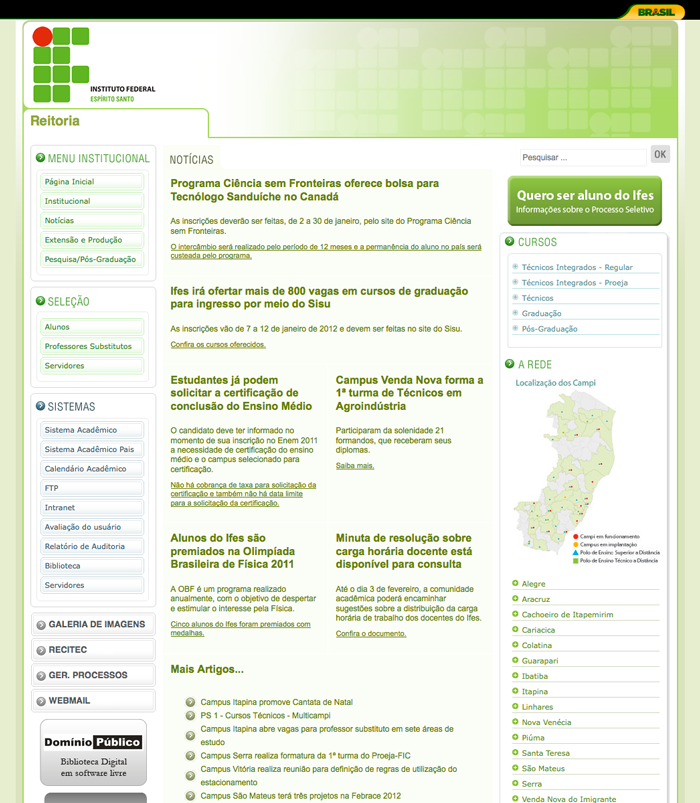 BRASIL
INSTITUTO FEDERAL
ESPÍRITO SANTO
Reitoria
MENU INSTITUCIONAL
Página Inicial
Institucional
Notícias
Extensão e Produção
Pesquisa/Pós-Graduação
SELEÇÃO
Alunos
Professores Substitutos
Servidores
SISTEMAS
Sistema Acadêmico
Sistema Acadêmico Pais
Calendário Acadêmico
FTP
Intranet
Avaliação do usuário
Relatório de Auditoria
Biblioteca
Servidores
GALERIA DE IMAGENS
RECITEC
GER. PROCESSOS
WEBMAIL
Domínio Público
Biblioteca Digital
em software livre
NOTÍCIAS
Programa Ciência sem Fronteiras oferece bolsa para
Tecnólogo Sanduíche no Canadá
As inscrições deverão ser feitas, de 2 a 30 de janeiro, pelo site do Programa Ciência
sem Fronteiras.
O intercâmbio será realizado pelo período de 12 meses e a permanência do aluno no país será
custeada pelo programa.
Ifes irá ofertar mais de 800 vagas em cursos de graduação
para ingresso por meio do Sisu
As inscrições vão de 7 a 12 de janeiro de 2012 e devem ser feitas no site do Sisu.
Confira os cursos oferecidos.
Estudantes já podem
solicitar a certificação de
conclusão do Ensino Médio
O candidato deve ter informado no
momento de sua inscrição no Enem 2011
a necessidade de certificação do ensino
médio e o campus selecionado para
certificação.
Não há cobrança de taxa para solicitação da
certificação e também não há data limite
para a solicitação da certificação.
Campus Venda Nova forma a
1ª turma de Técnicos em
Agroindústria
Participaram da solenidade 21
formandos, que receberam seus
diplomas.
Saiba mais.
Alunos do Ifes são
premiados na Olimpíada
Brasileira de Física 2011
A OBF é um programa realizado
anualmente, com o objetivo de despertar
e estimular o interesse pela Física.
Cinco alunos do Ifes foram premiados com
medalhas.
Minuta de resolução sobre
carga horária docente está
disponível para consulta
Até o dia 3 de fevereiro, a comunidade
acadêmica poderá encaminhar
sugestões sobre a distribuição da carga
horária de trabalho dos docentes do Ifes.
Confira o documento.
Mais Artigos...
Campus Itapina promove Cantata de Natal
PS 1 - Cursos Técnicos - Multicampi
Campus Itapina abre vagas para professor substituto em sete áreas de
estudo
Campus Serra realiza formatura da 1ª turma do Proeja-FIC
Campus Vitória realiza reunião para definição de regras de utilização do
estacionamento
Campus São Mateus terá três projetos na Febrace 2012
Pesquisar ...
OK
Quero ser aluno do Ifes
Informações sobre o Processo Seletivo
CURSOS
Técnicos Integrados - Regular
Técnicos Integrados - Proeja
Técnicos
Graduação
Pós-Graduação
A REDE
Localização dos Campi
Campi em funcionamento
Campus em implantação
Polo de Ensino Superior a Distância
Polo de Ensino Técnico a Distância
Alegre
Aracruz
Cachoeiro de Itapemirim
Cariacica
Colatina
Guarapari
Ibatiba
Itapina
Linhares
Nova Venécia
Piúma
Santa Teresa
São Mateus
Serra
Venda Nova do Imigrante